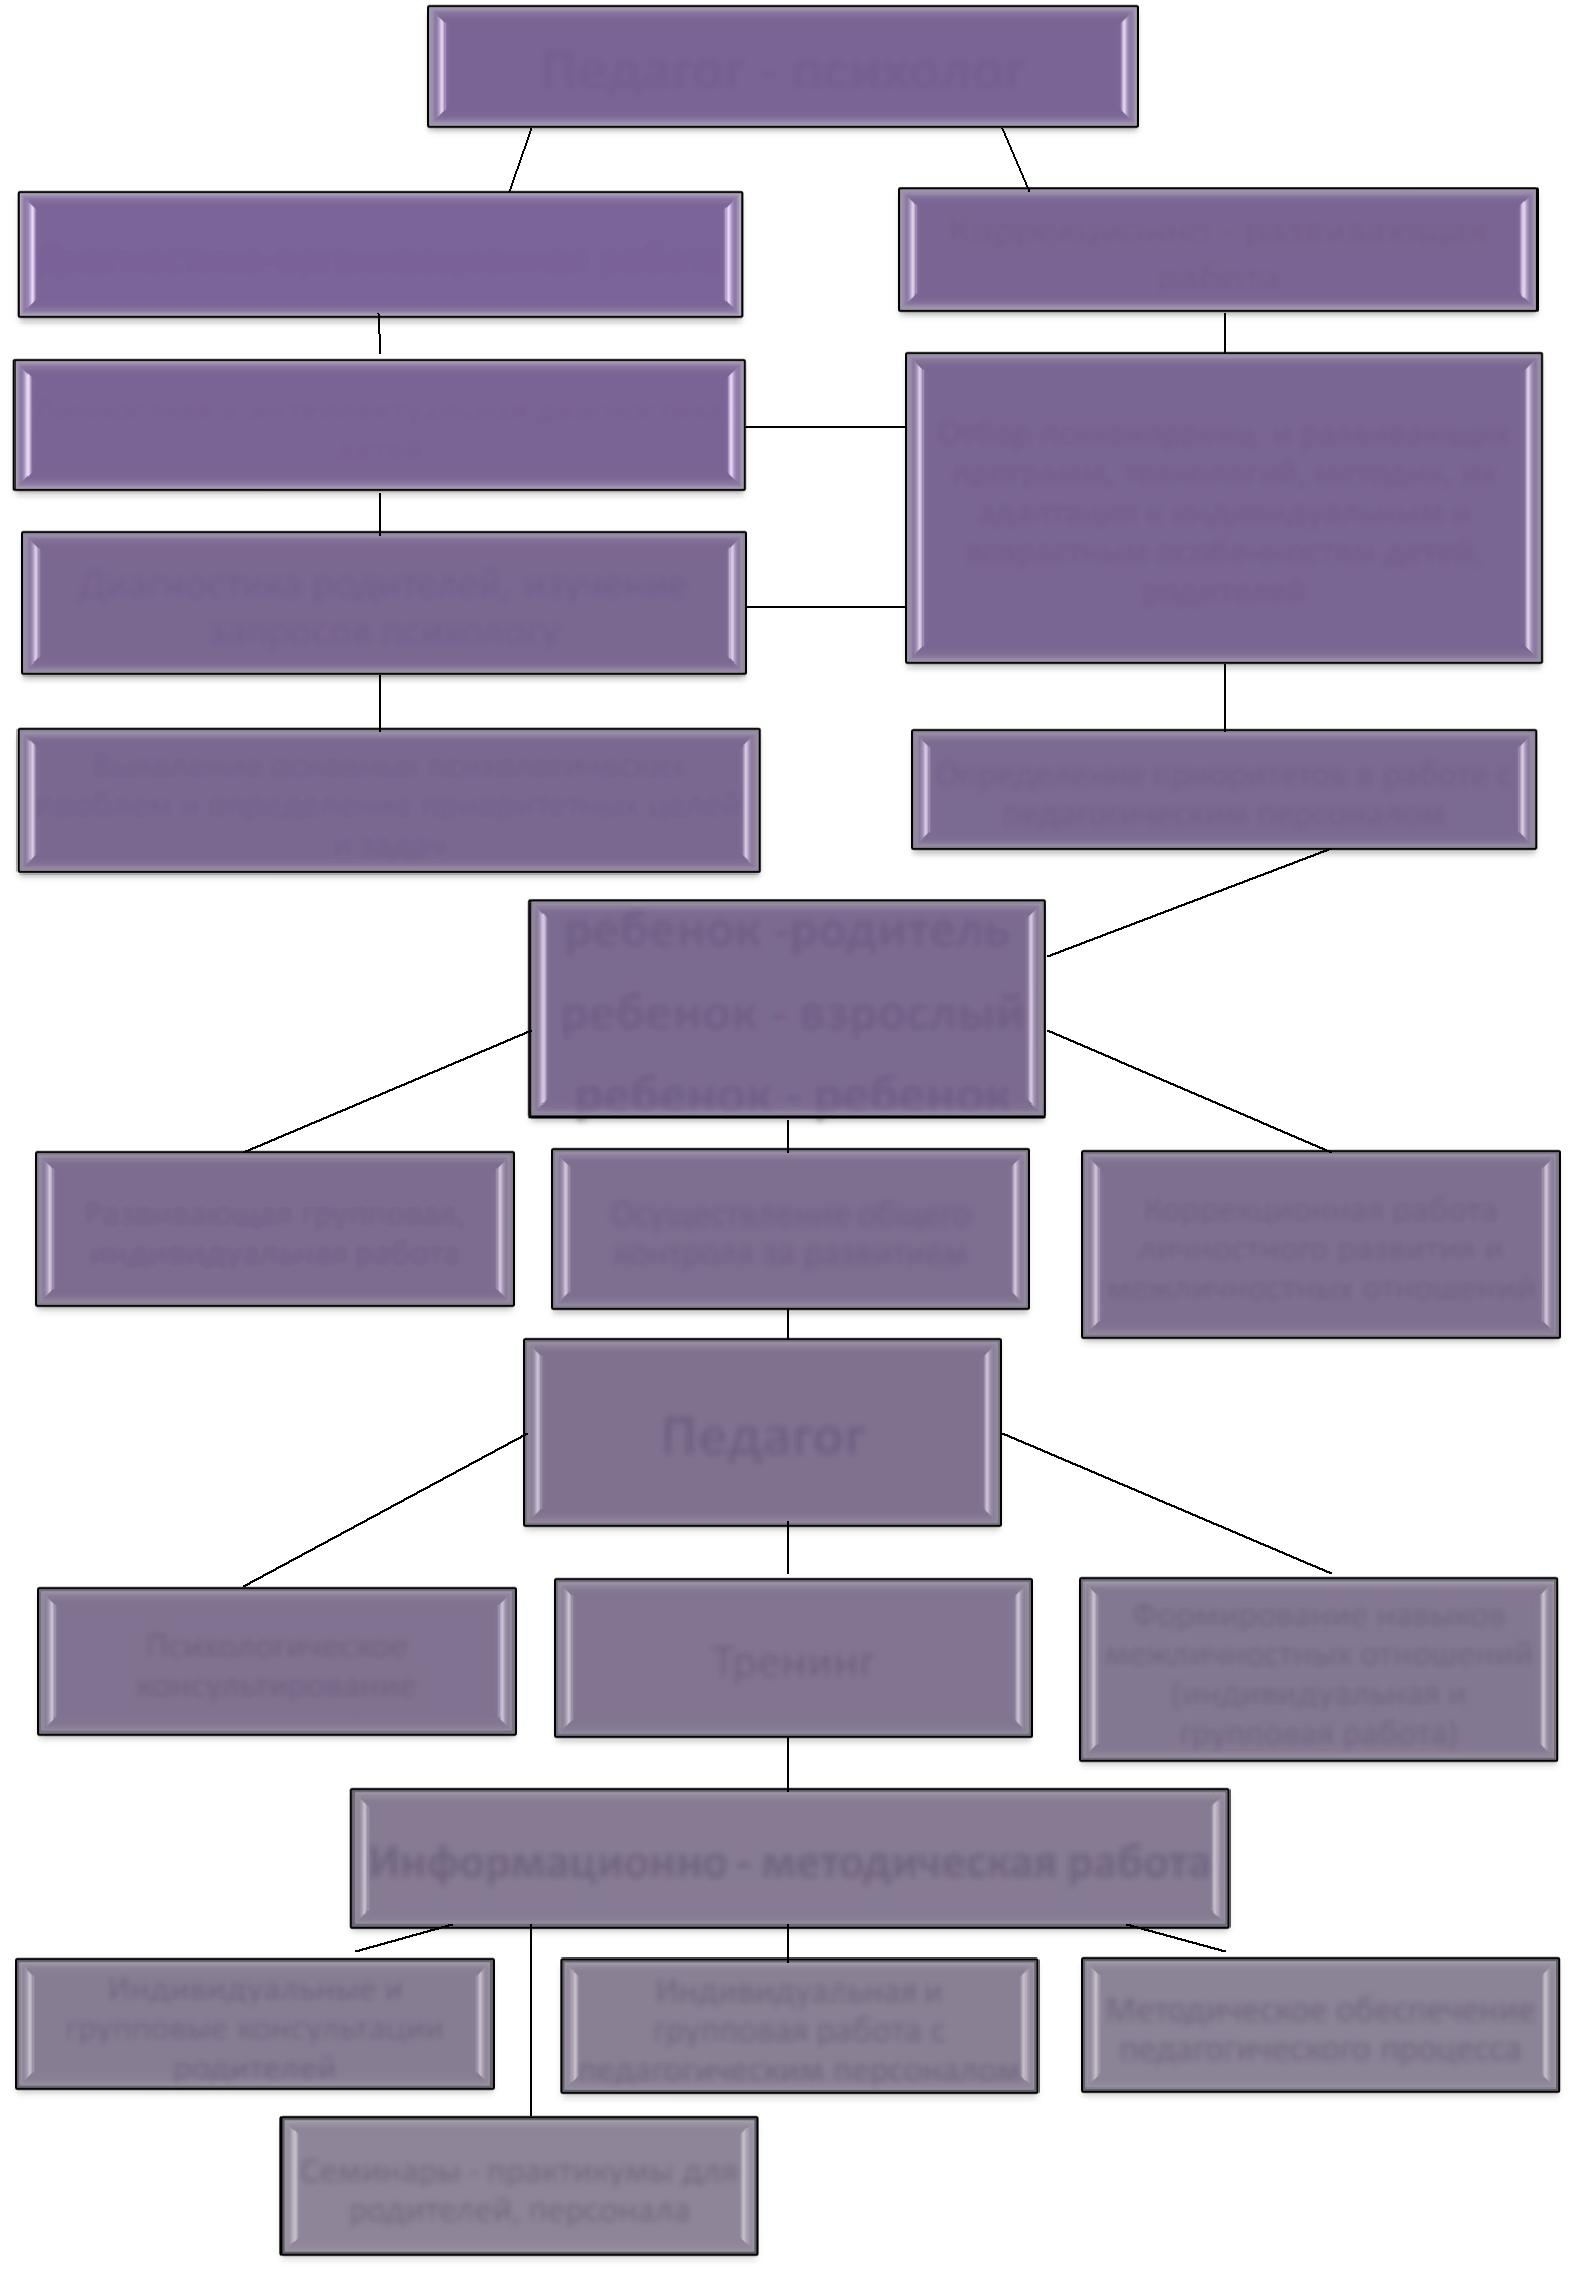 Педагог - психолог
Коррекционно - развивающая
работа
детей
Отбор психокоррекц. и развивающих
программ, технологий, методик, их
адаптация к индивидуальным и
возрастным особенностям детей,
родителей
Диагностика родителей, изучение
запросов психологу
Выявление основных психологических
проблем и определение приоритетных целей
и задач
Определение приоритетов в работе с
педагогическим персоналом
ребенок -родитель
ребенок - взрослый
ребенок - ребенок
Развивающая групповая,
индивидуальная работа
Осуществление общего
контроля за развитием
Коррекционная работа
личностного развития и
межличностных отношений
Педагог
Психологическое
консультирование
Тренинг
Формирование навыков
межличностных отношений
(индивидуальная и
групповая работа)
Информационно - методическая работа
Индивидуальные и
групповые консультации
родителей
Индивидуальная и
групповая работа с
педагогическим персоналом
Методическое обеспечение
педагогического процесса
Семинары - практикумы для
родителей, персонала